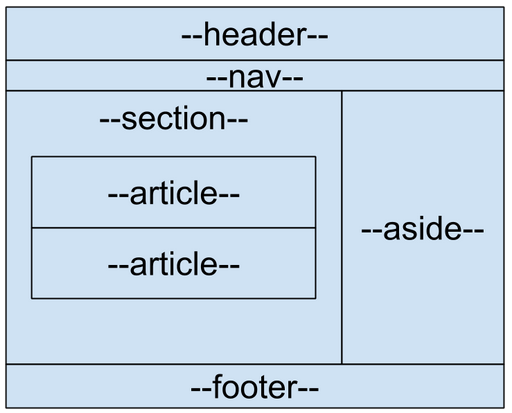 --header--
--nav--
--section--
--article--
--article--
--aside--
--footer--